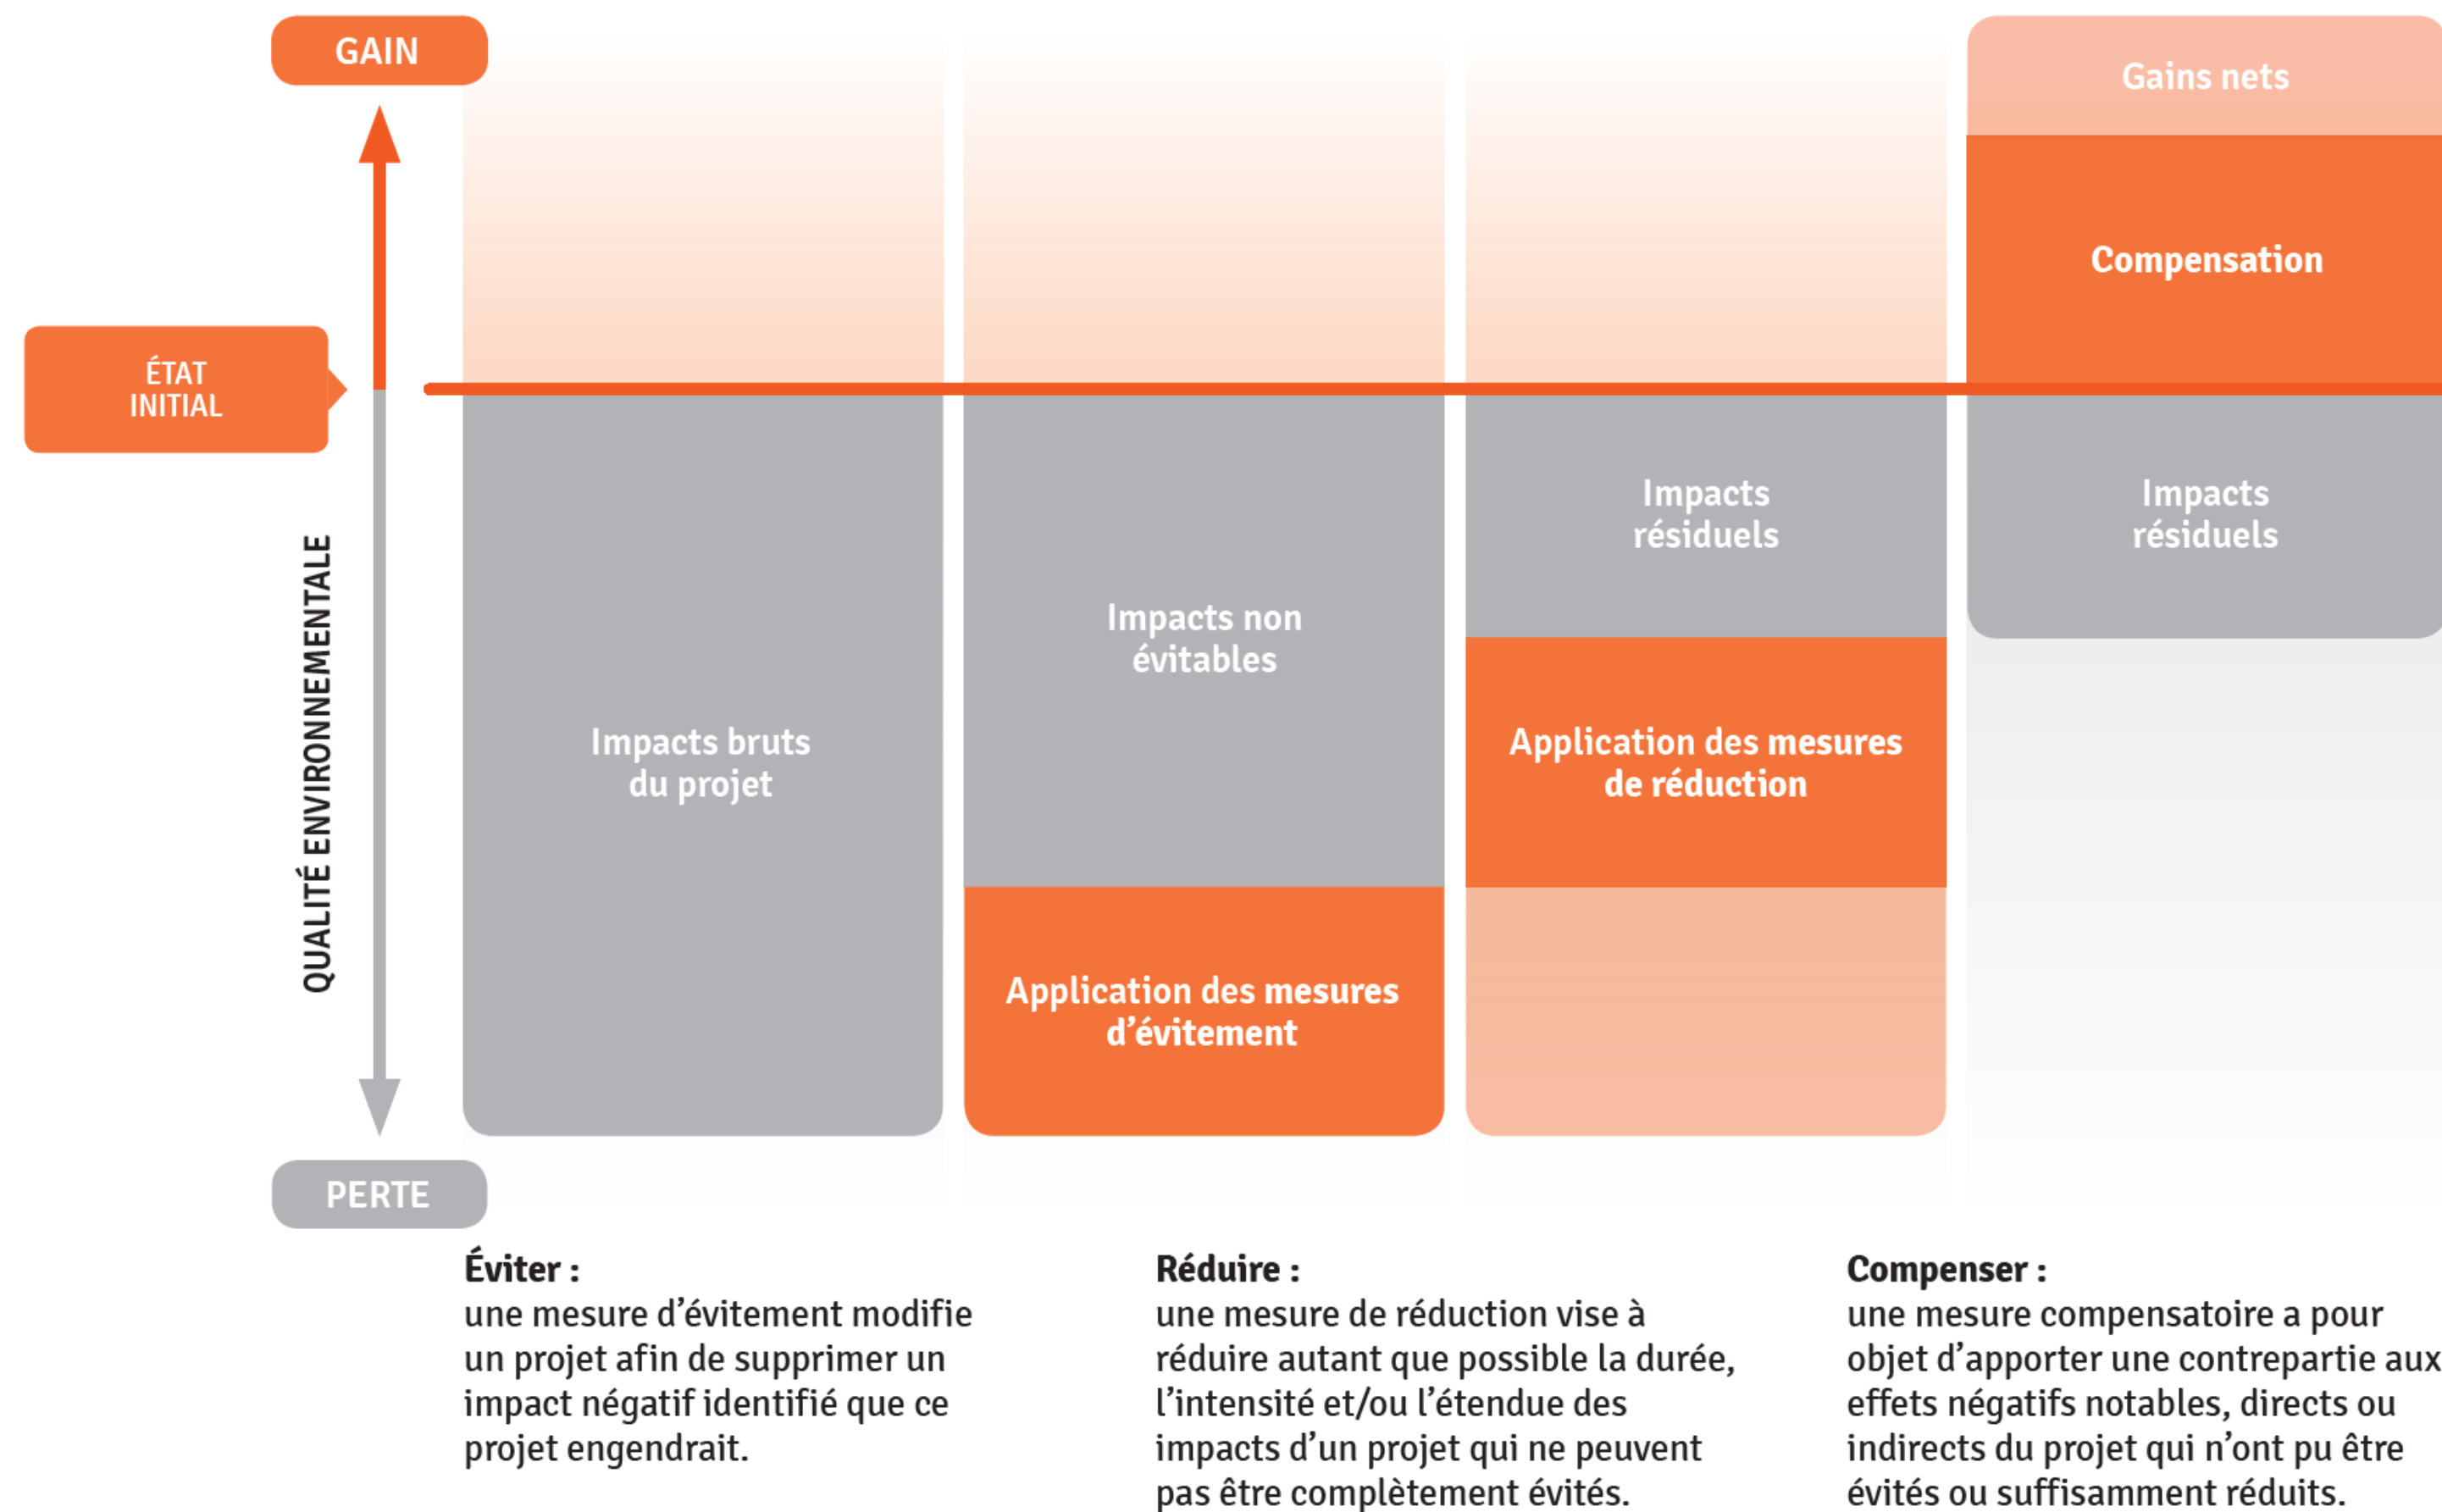 GAIN
Gains nets
Compensation
ÉTAT
INITIAL
QUALITÉ ENVIRONNEMENTALE
Impacts bruts
du projet
Impacts non
évitables
Application des mesures
d’évitement
Impacts
résiduels
Application des mesures
de réduction
Impacts
résiduels
PERTE
Éviter :
une mesure d’évitement modifie
un projet afin de supprimer un
impact négatif identifié que ce
projet engendrait.
Réduire :
une mesure de réduction vise à
réduire autant que possible la durée,
l’intensité et/ou l’étendue des
impacts d’un projet qui ne peuvent
pas être complètement évités.
Compenser :
une mesure compensatoire a pour
objet d’apporter une contrepartie aux
effets négatifs notables, directs ou
indirects du projet qui n’ont pu être
évités ou suffisamment réduits.